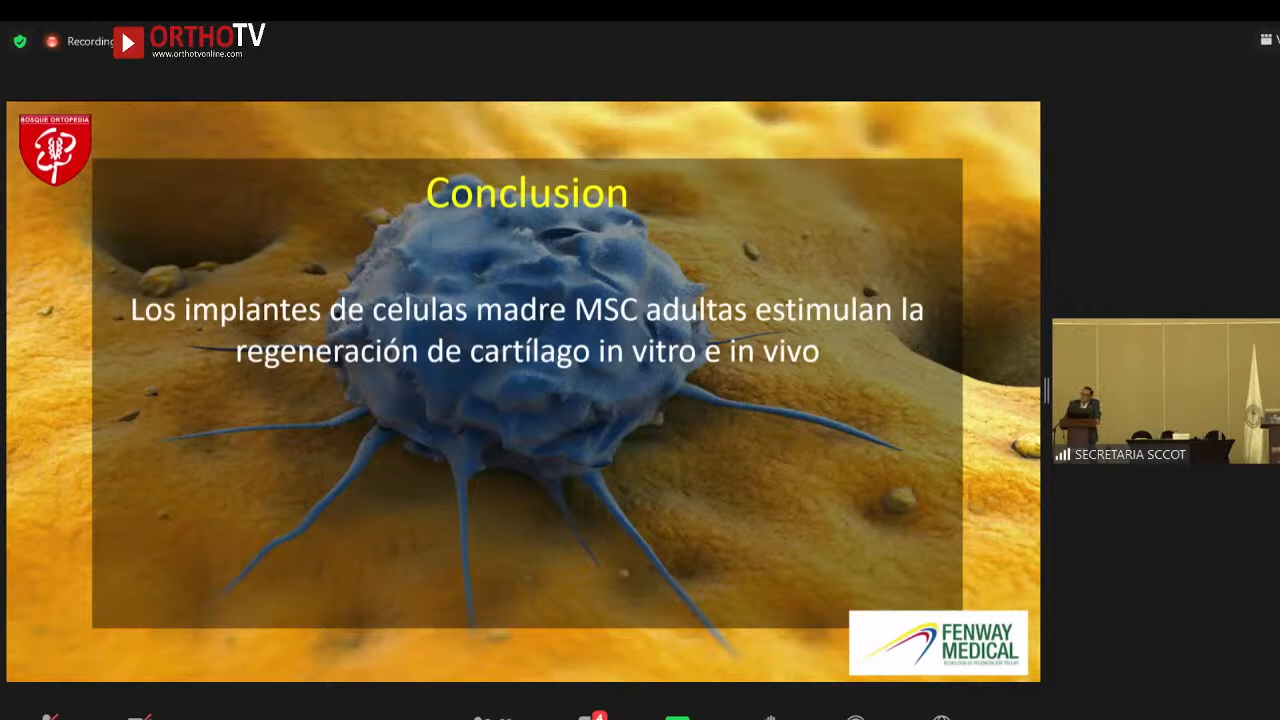 Recording
ORTHOTV
www.orthotvonline.com
BOSQUE ORTOPEDIA
Conclusion
Los implantes de celulas madre MSC adultas estimulan la
regeneración de cartílago in vitro e in vivo
SECRETARIA SCCOT
FENWAY
MEDICAL
4